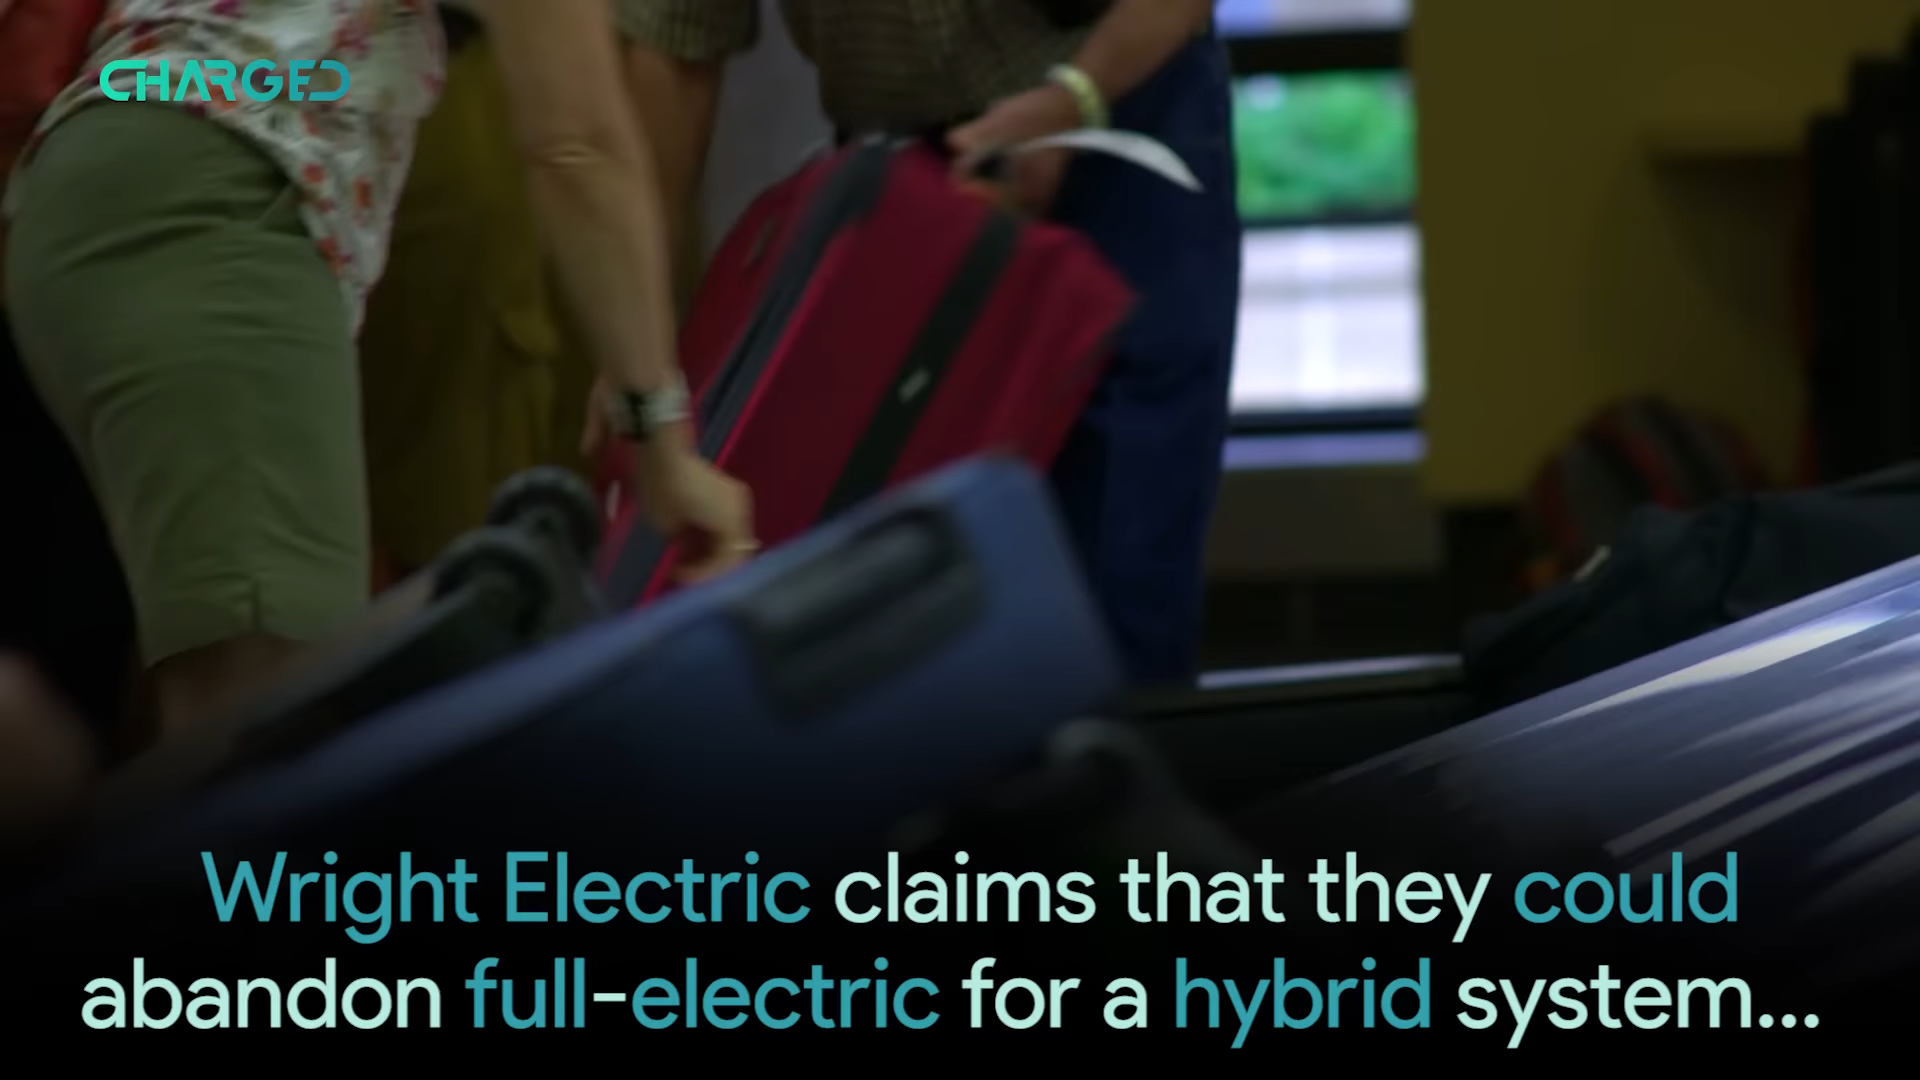 CHARGED
Wright Electric claims that they could
abandon full-electric for a hybrid system...